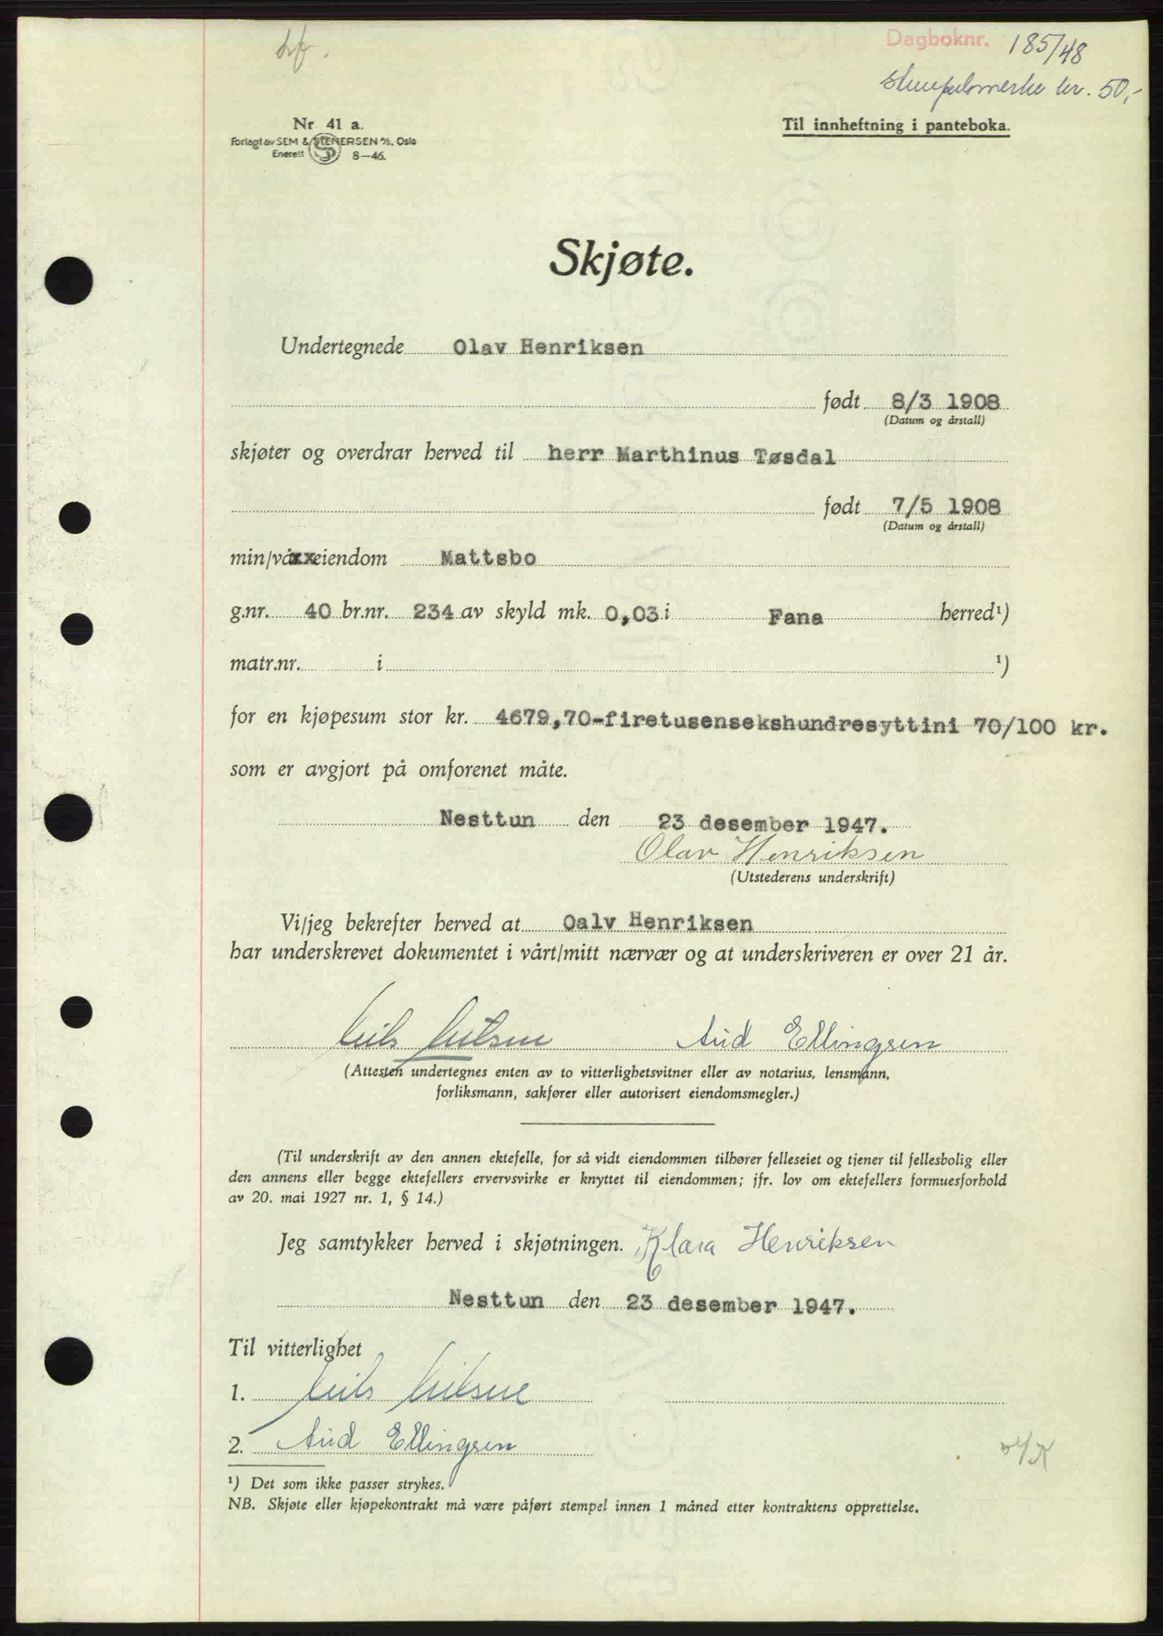 Dagboknr. 185/48
Stempelmerke kr. 50,-
Nr. 41 a.
Forlagt av SEM & STENERSEN A/S, Oslo
Enerett 8—46.
Til innheftning i panteboka.
Skjøte.
Undertegnede Olav Henriksen
født 8/3 1908
(Datum og årstall)
skjøter og overdrar herved til herr Marthinus Tøsdal
født 7/5 1908
(Datum og årstall)
min/våxxeiendom Mattsbo
g.nr. 40 br.nr. 234 av skyld mk. 0,03 i Fana herred¹)
matr.nr. i ¹)
for en kjøpesum stor kr. 4679,70-firetusensekshundresyttini 70/100 kr.
som er avgjort på omforenet måte.
Nesttun den 23 desember 1947.
Olav Henriksen
(Utstederens underskrift)
Vi/jeg bekrefter herved at Oalv Henriksen
har underskrevet dokumentet i vårt/mitt nærvær og at underskriveren er over 21 år.
Nils Nilsen Aud Ellingsen
(Attesten undertegnes enten av to vitterlighetsvitner eller av notarius, lensmann,
forliksmann, sakfører eller autorisert eiendomsmegler.)
(Til underskrift av den annen ektefelle, for så vidt eiendommen tilhører felleseiet og tjener til fellesbolig eller
den annens eller begge ektefellers ervervsvirke er knyttet til eiendommen; jfr. lov om ektefellers formuesforhold
av 20. mai 1927 nr. 1, § 14.)
Jeg samtykker herved i skjøtningen. Klara Henriksen
Nesttun den 23 desember 1947.
Til vitterlighet
1. Nils Nilsen
2. Aud Ellingsen
¹) Det som ikke passer strykes.
NB. Skjøte eller kjøpekontrakt må være påført stempel innen 1 måned etter kontraktens opprettelse.